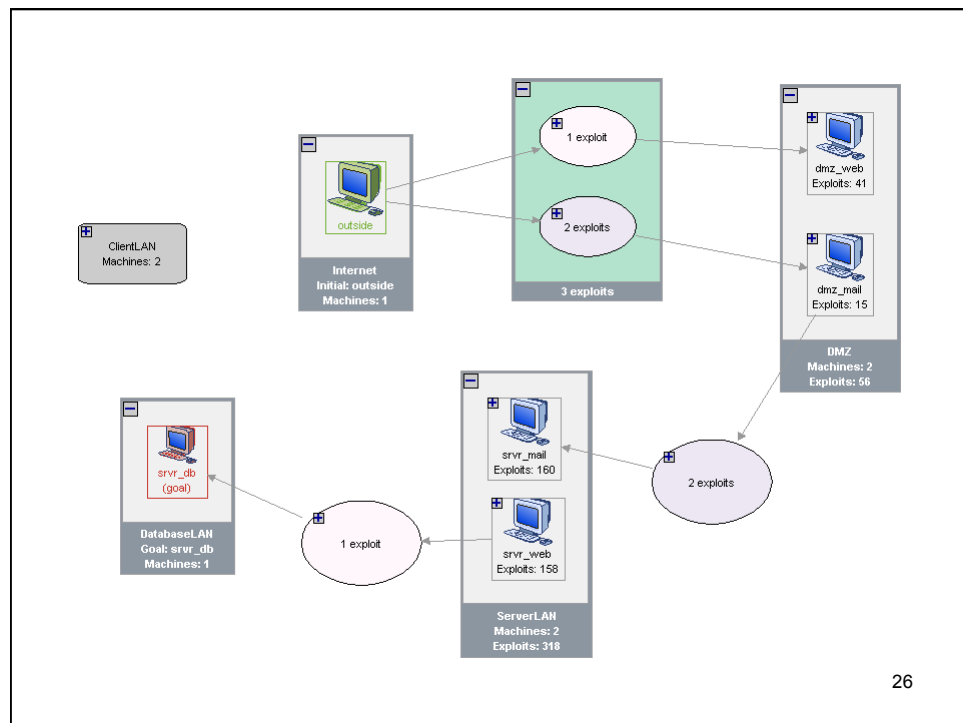 1 exploit
2 exploits
3 exploits
outside
Internet
Initial: outside
Machines: 1
dmz_web
Exploits: 41
dmz_mail
Exploits: 15
DMZ
Machines: 2
Exploits: 56
ClientLAN
Machines: 2
srvr_db
(goal)
DatabaseLAN
Goal: srvr_db
Machines: 1
1 exploit
srvr_mail
Exploits: 160
srvr_web
Exploits: 158
ServerLAN
Machines: 2
Exploits: 318
2 exploits
26